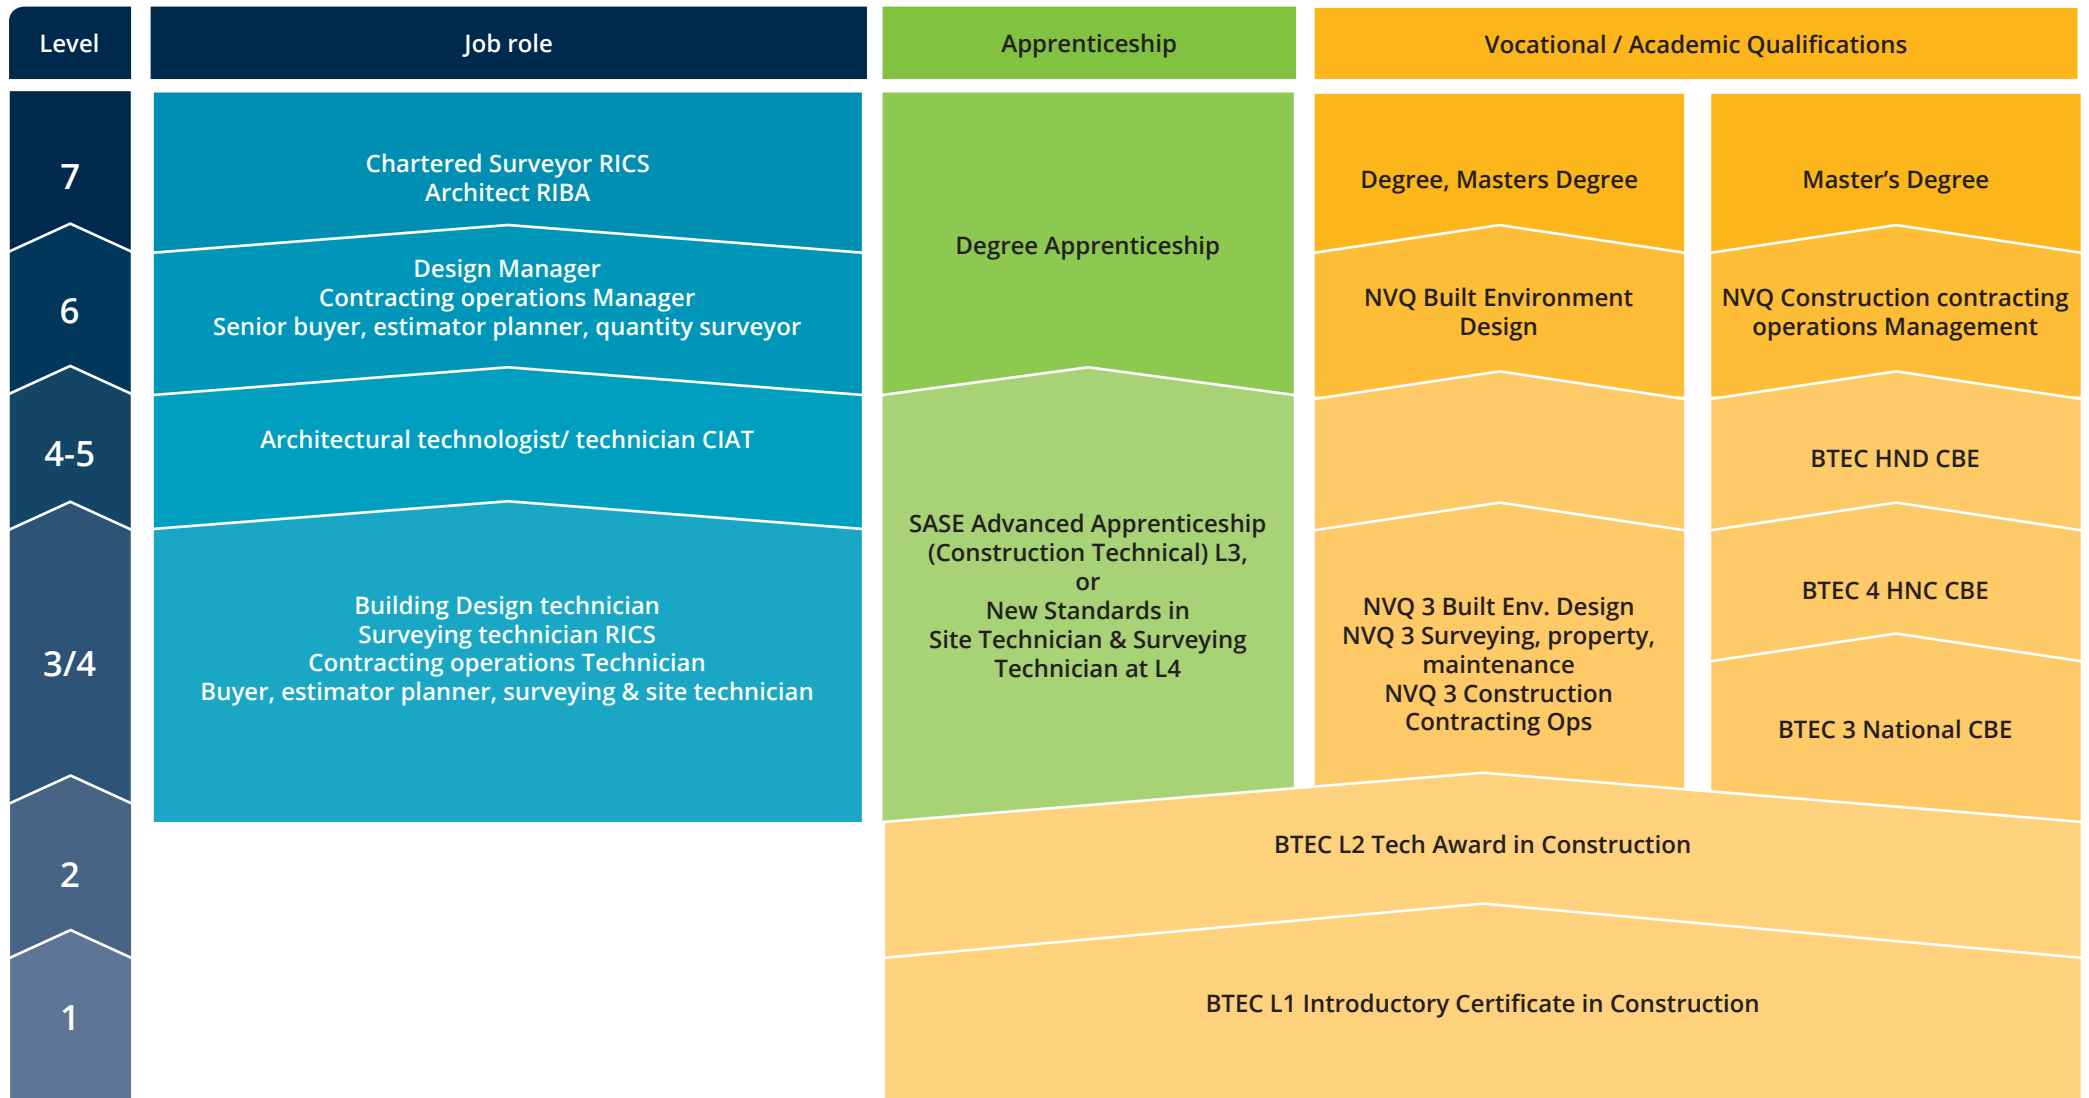 Level
Job role
Apprenticeship
Vocational / Academic Qualifications
7
Chartered Surveyor RICS
Architect RIBA
Degree Apprenticeship
Degree, Masters Degree
Master’s Degree
6
Design Manager
Contracting operations Manager
Senior buyer, estimator planner, quantity surveyor
NVQ Built Environment
Design
NVQ Construction contracting
operations Management
4-5
Architectural technologist/ technician CIAT
BTEC HND CBE
3/4
Building Design technician
Surveying technician RICS
Contracting operations Technician
Buyer, estimator planner, surveying & site technician
SASE Advanced Apprenticeship
(Construction Technical) L3,
or
New Standards in
Site Technician & Surveying
Technician at L4
NVQ 3 Built Env. Design
NVQ 3 Surveying, property,
maintenance
NVQ 3 Construction
Contracting Ops
BTEC 4 HNC CBE
BTEC 3 National CBE
2
BTEC L2 Tech Award in Construction
1
BTEC L1 Introductory Certificate in Construction